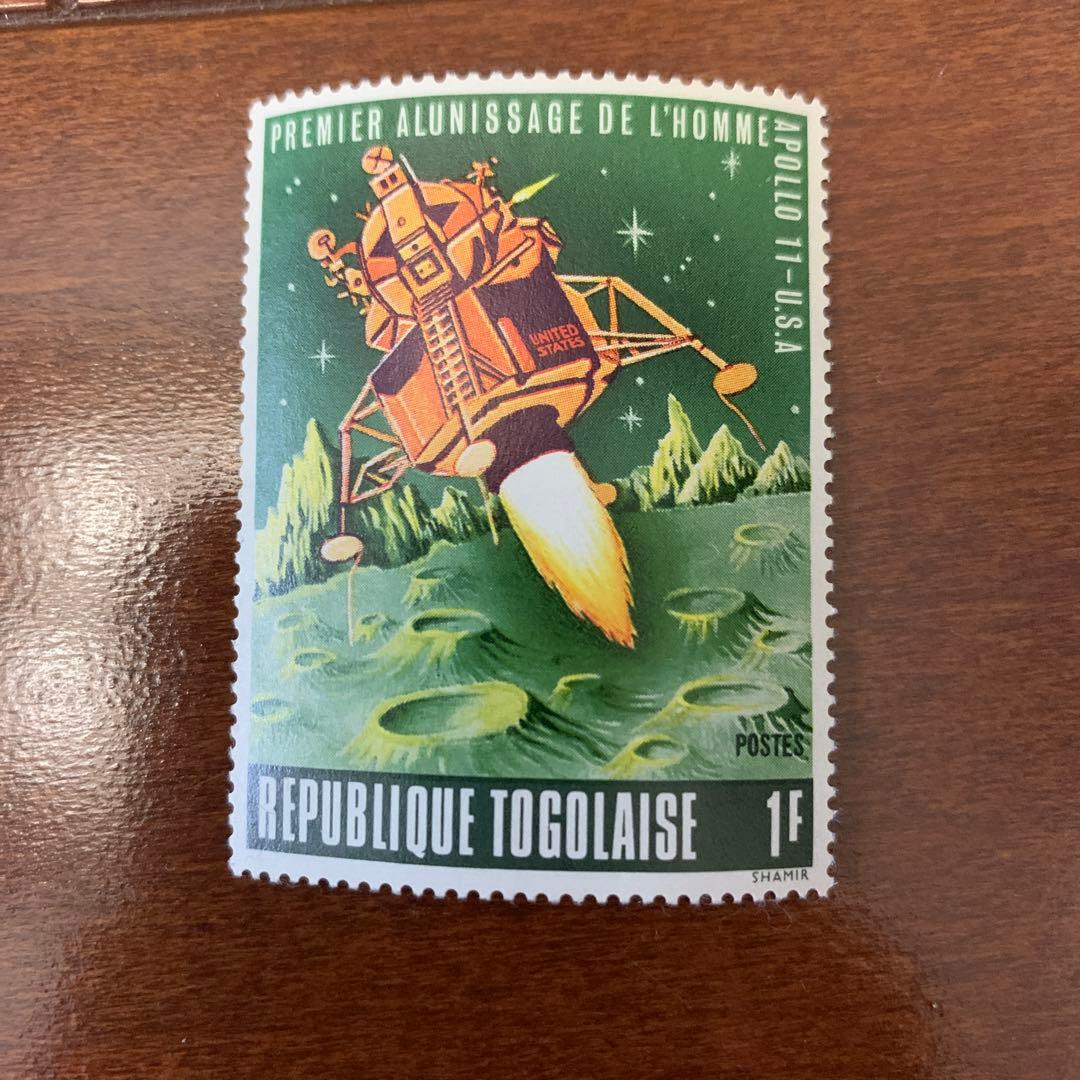 PREMIER ALUNISSAGE DE L'HOMME
APOLLO 11-U.S.A
UNITED
STATES
POSTES
REPUBLIQUE TOGOLAISE 1F
SHAMIR